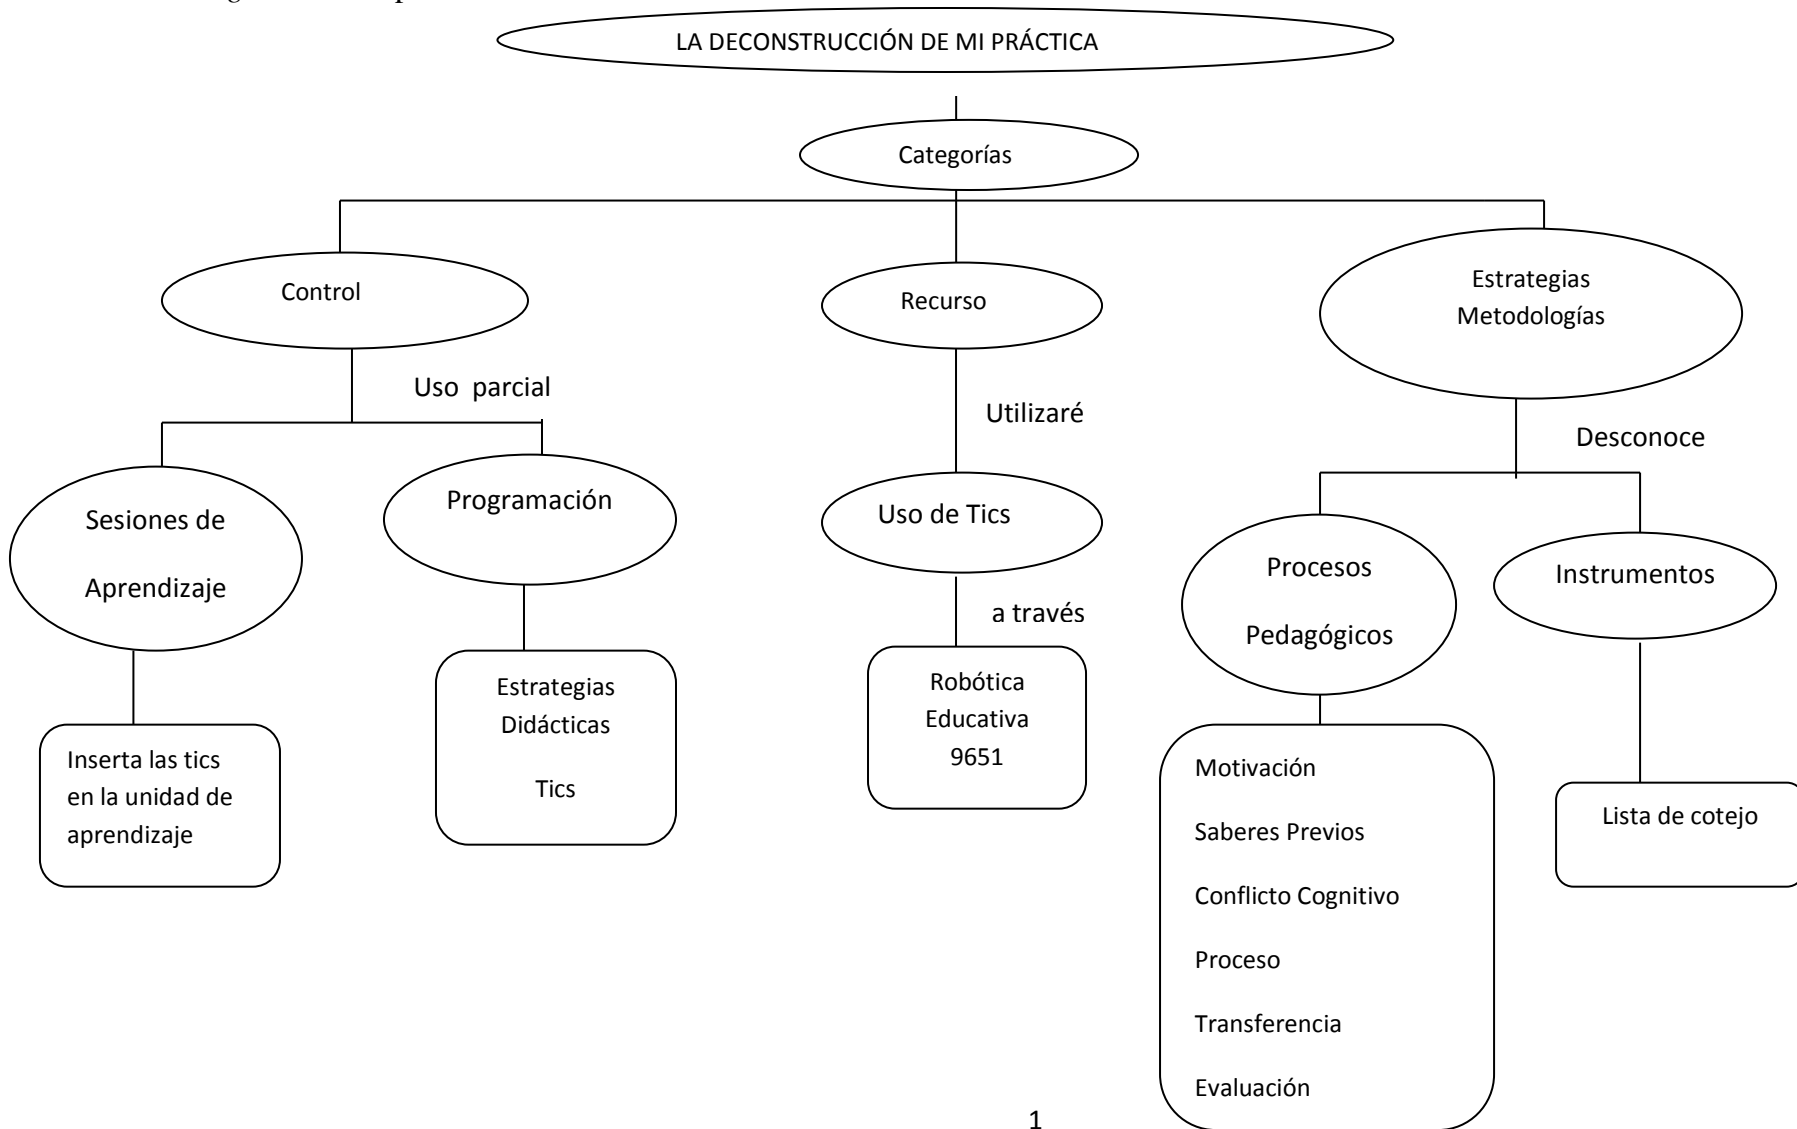 LA DECONSTRUCCIÓN DE MI PRÁCTICA
Categorías
Control
Recurso
Estrategias
Metodologías
Uso parcial
Utilizaré
Desconoce
Sesiones de
Aprendizaje
Programación
Uso de Tics
Procesos
Pedagógicos
Instrumentos
a través
Inserta las tics
en la unidad de
aprendizaje
Estrategias
Didácticas
Tics
Robótica
Educativa
9651
Motivación
Saberes Previos
Conflicto Cognitivo
Proceso
Transferencia
Evaluación
Lista de cotejo
1